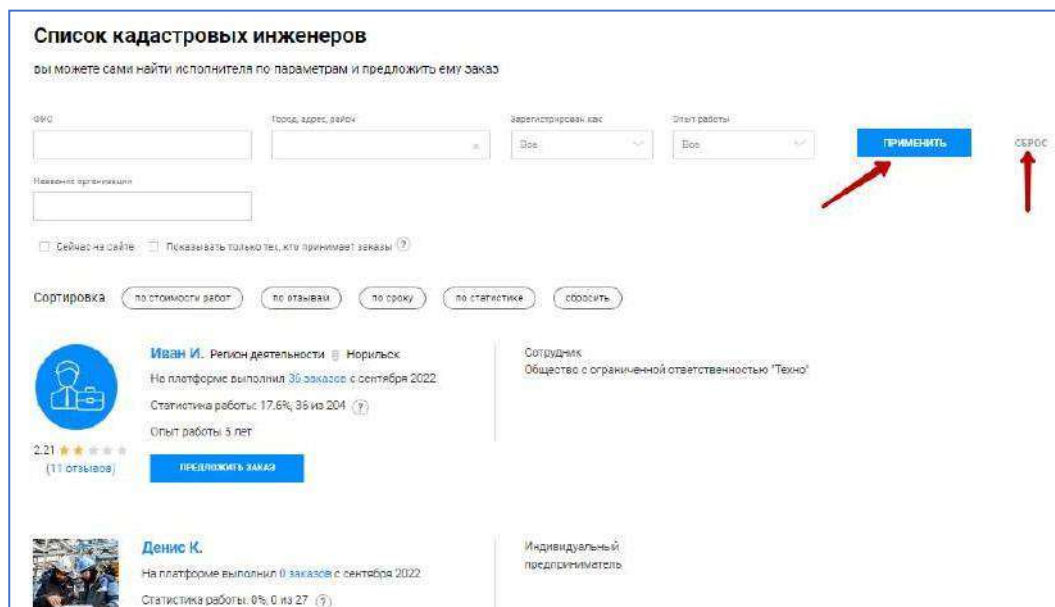 Список кадастровых инженеров
вы можете сами найти исполнителя по параметрам и предложить ему заказ
ФИО
Город, адрес, район
Зарегистрирован как
Опыт работы
Все
Все
ПРИМЕНИТЬ
СБРОС
Название организации
Сейчас на сайте
Показывать только тех, кто принимает заказы ?
Сортировка
по стоимости работ
по отзывам
по сроку
по статистике
сбросить
Иван И. Регион деятельности Норильск
На платформе выполнил 36 заказов с сентября 2022
Статистика работы: 17.6%, 36 из 204 ?
Опыт работы 5 лет
2.21
(11 отзывов)
ПРЕДЛОЖИТЬ ЗАКАЗ
Сотрудник
Общество с ограниченной ответственностью "Техно"
Денис К.
На платформе выполнил 0 заказов с сентября 2022
Статистика работы: 0%, 0 из 27 ?
Индивидуальный
предприниматель